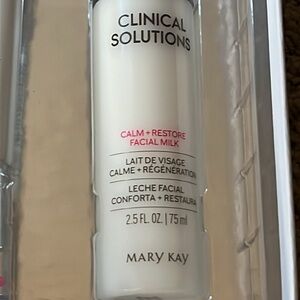 CLINICAL
SOLUTIONS
CALM + RESTORE
FACIAL MILK
LAIT DE VISAGE
CALME + RÉGÉNÉRATION
LECHE FACIAL
CONFORTA + RESTAURA
2.5 FL. OZ. | 75 ml
MARY KAY